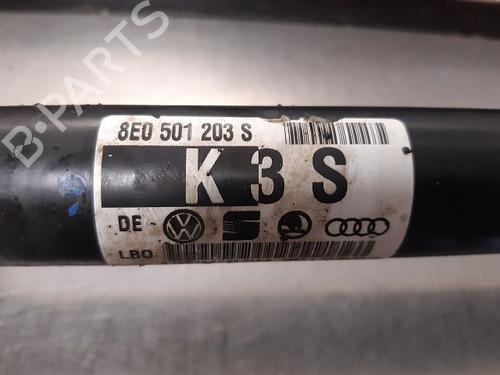 B-PARTS
8E0 501 203 S
K 3 S
DE -
LBO